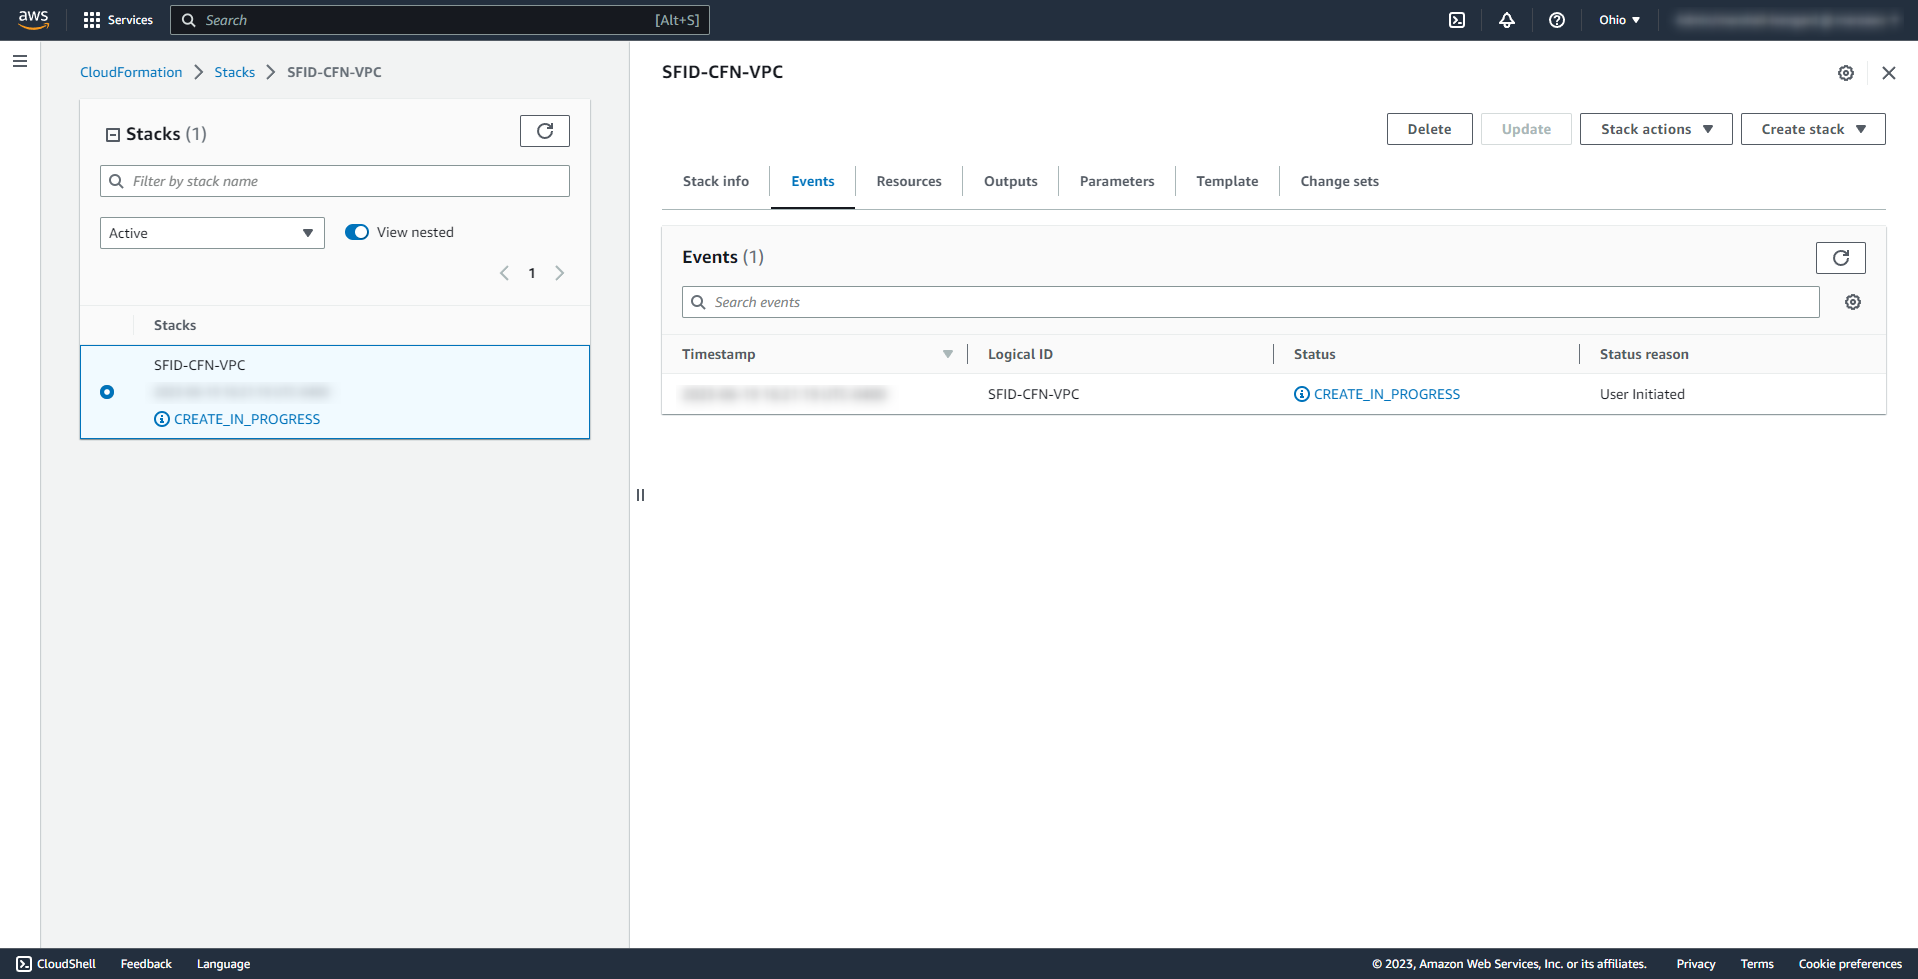 aws
Services
Search
[Alt+S]
Ohio
CloudFormation
Stacks
SFID-CFN-VPC
Stacks (1)
Filter by stack name
Active
View nested
1
Stacks
SFID-CFN-VPC
CREATE_IN_PROGRESS
SFID-CFN-VPC
Delete
Update
Stack actions
Create stack
Stack info
Events
Resources
Outputs
Parameters
Template
Change sets
Events (1)
Search events
Timestamp
Logical ID
Status
Status reason
SFID-CFN-VPC
CREATE_IN_PROGRESS
User Initiated
CloudShell
Feedback
Language
© 2023, Amazon Web Services, Inc. or its affiliates.
Privacy
Terms
Cookie preferences